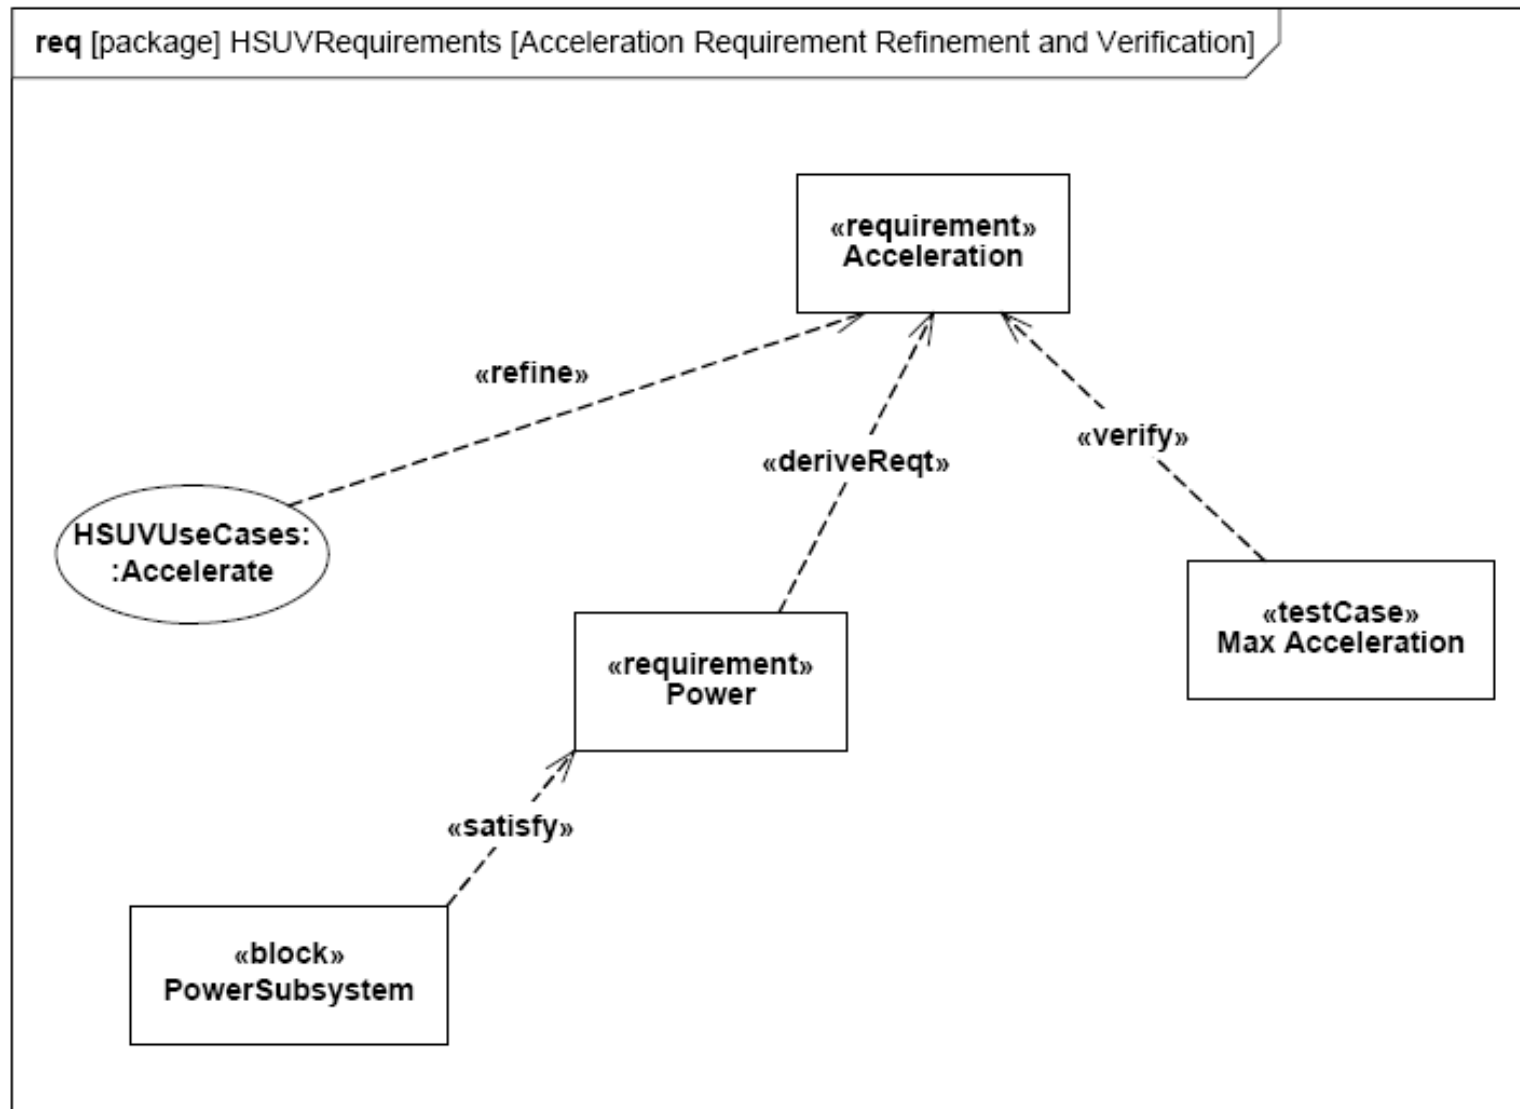 req [package] HSUVRequirements [Acceleration Requirement Refinement and Verification]
«requirement»
Acceleration
«refine»
«deriveReqt»
«verify»
HSUVUseCases:
:Accelerate
«requirement»
Power
«testCase»
Max Acceleration
«satisfy»
«block»
PowerSubsystem